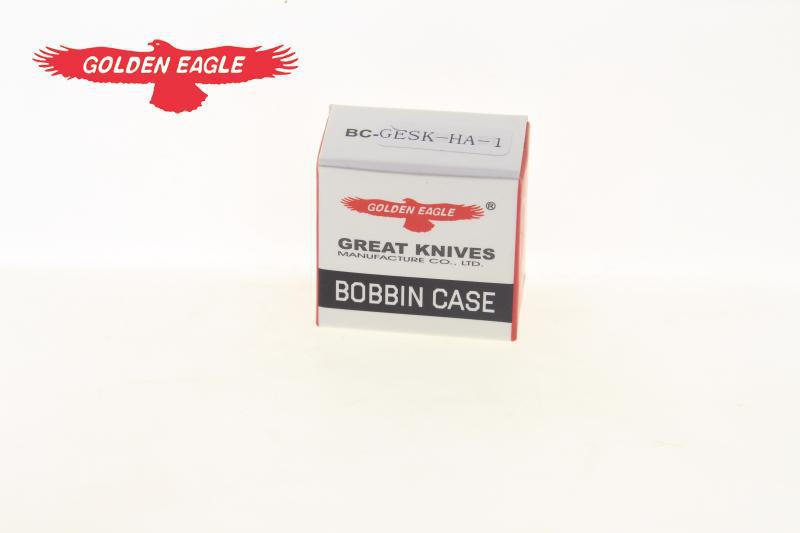 GOLDEN EAGLE
BC-GESK-HA-1
GOLDEN EAGLE ®
GREAT KNIVES
MANUFACTURE CO., LTD.
BOBBIN CASE